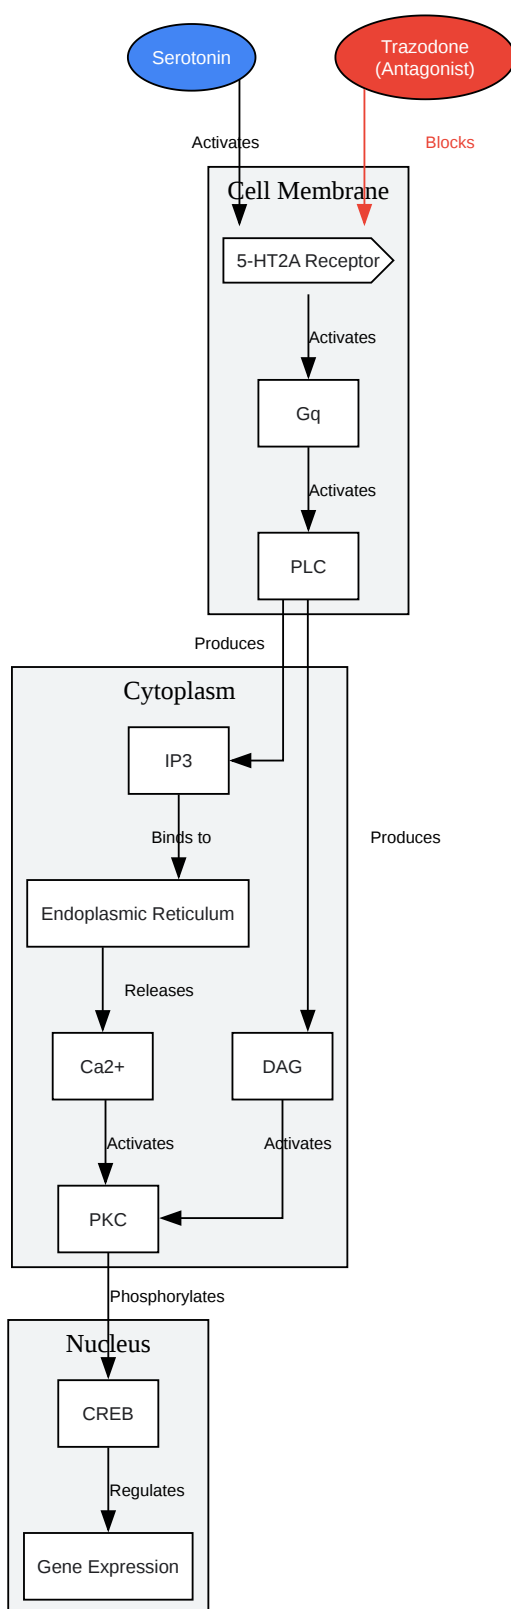 Serotonin
Trazodone
(Antagonist)
Activates
Blocks
Cell Membrane
5-HT2A Receptor
Activates
Gq
Activates
PLC
Produces
Cytoplasm
IP3
Binds to
Produces
Endoplasmic Reticulum
Releases
Ca2+
DAG
Activates
Activates
PKC
Phosphorylates
Nucleus
CREB
Regulates
Gene Expression